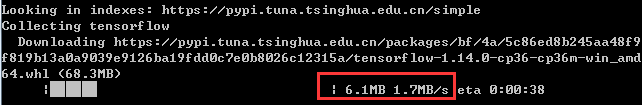 Looking in indexes: https://pypi.tuna.tsinghua.edu.cn/simple
Collecting tensorflow
Downloading https://pypi.tuna.tsinghua.edu.cn/packages/bf/4a/5c86ed8b245aa48f9
f819b13a0a9039e9126ba19fdd0c7e0b8026c12315a/tensorflow-1.14.0-cp36-cp36m-win_amd
64.whl (68.3MB)
|████ | 6.1MB 1.7MB/s eta 0:00:38